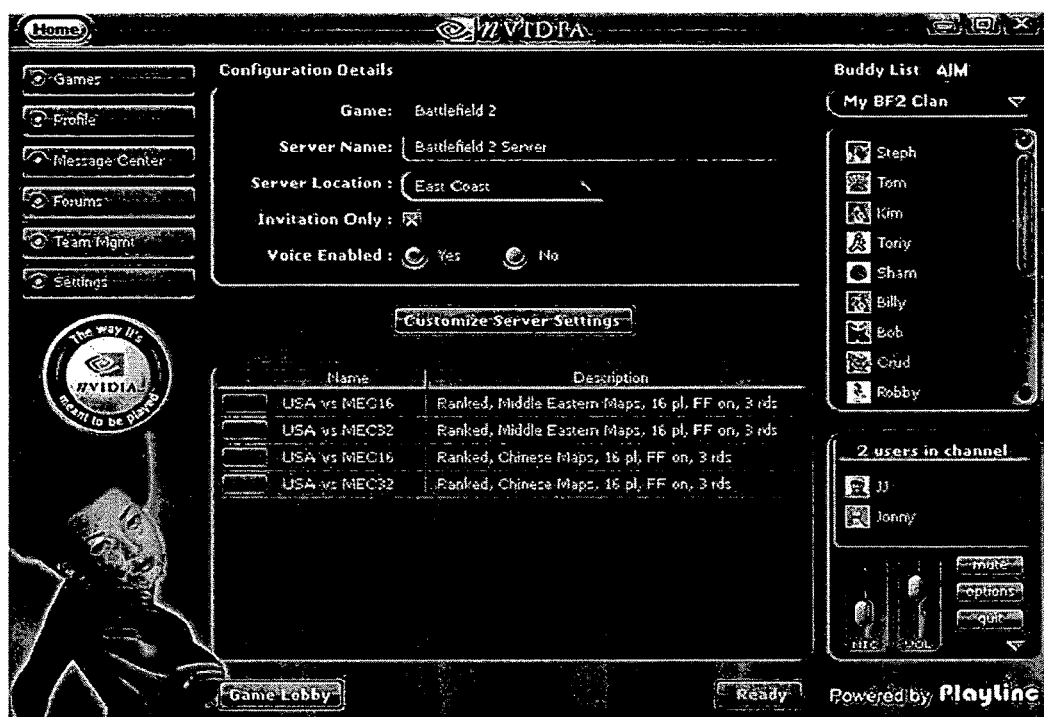 Home
NVIDIA
Games
Profile
Message Center
Forums
Team Mgmt
Settings
The way it's
NVIDIA
meant to be played
Configuration Details
Game: Battlefield 2
Server Name: Battlefield 2 Server
Server Location : East Coast
Invitation Only :
Voice Enabled : Yes No
Customize Server Settings
Name Description
USA vs MEC16 Ranked, Middle Eastern Maps, 16 pl, FF on, 3 rds
USA vs MEC32 Ranked, Middle Eastern Maps, 16 pl, FF on, 3 rds
USA vs MEC16 Ranked, Chinese Maps, 16 pl, FF on, 3 rds
USA vs MEC32 Ranked, Chinese Maps, 16 pl, FF on, 3 rds
Game Lobby
Ready
Buddy List AIM
My BF2 Clan
Steph
Tom
Kim
Tony
Sham
Billy
Bob
Crud
Robby
2 users in channel
JJ
Jonny
mute
options
quit
MIC VOL
Powered by Playlinc